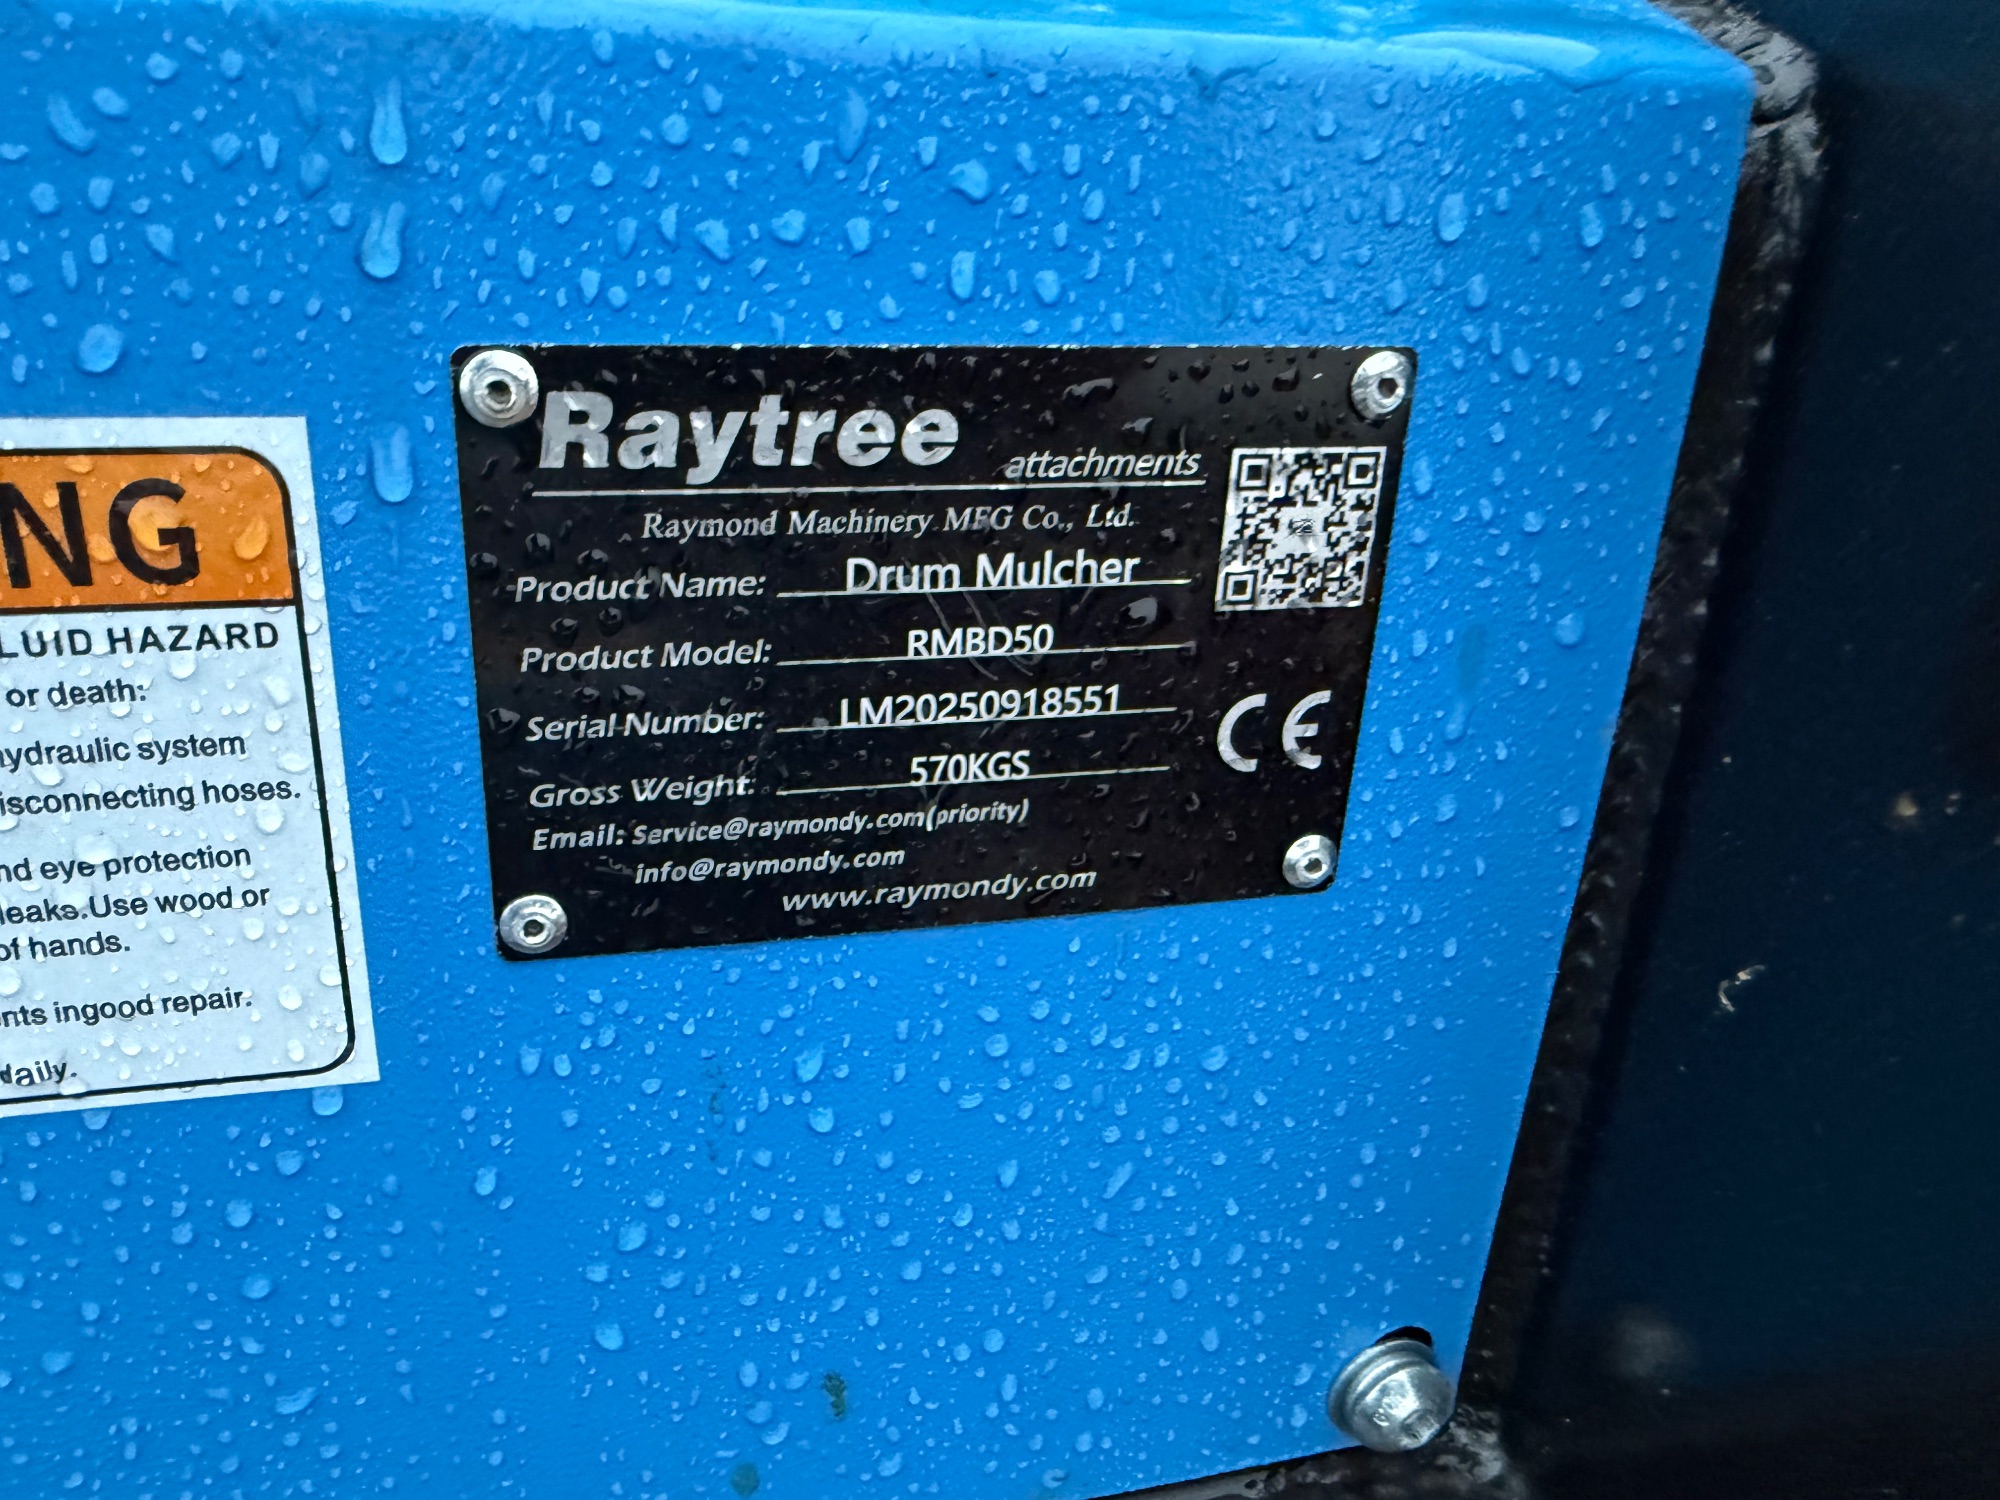 NG
LUID HAZARD
or death:
ydraulic system
isconnecting hoses.
nd eye protection
leaks.Use wood or
of hands.
nts ingood repair.
daily.
Raytree
attachments
Raymond Machinery MFG Co., Ltd.
Product Name: Drum Mulcher
Product Model: RMBD50
Serial Number: LM20250918551
Gross Weight: 570KGS
Email: Service@raymondy.com(priority)
info@raymondy.com
www.raymondy.com
CE